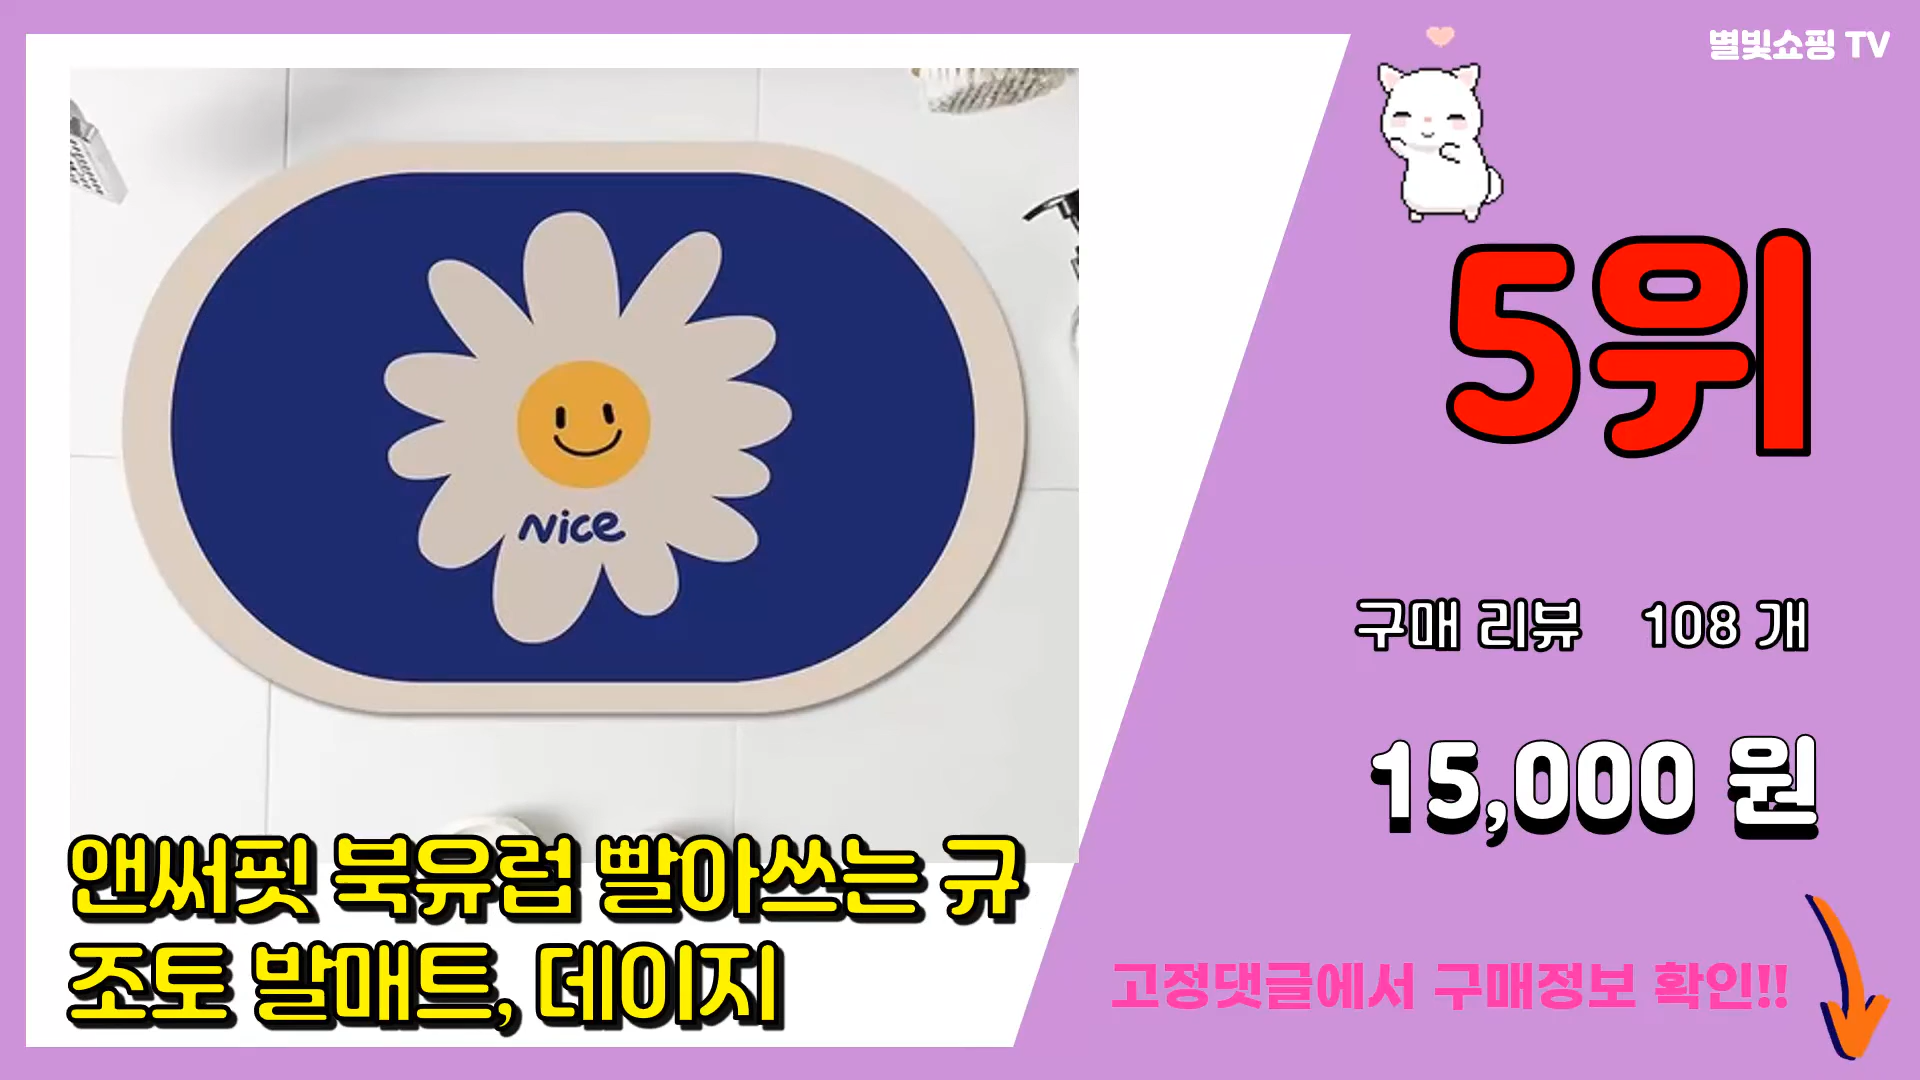 별빛쇼핑 TV
5위
Nice
구매 리뷰 108 개
15,000 원
앤써핏 북유럽 빨아쓰는 규
조토 발매트, 데이지
고정댓글에서 구매정보 확인!!